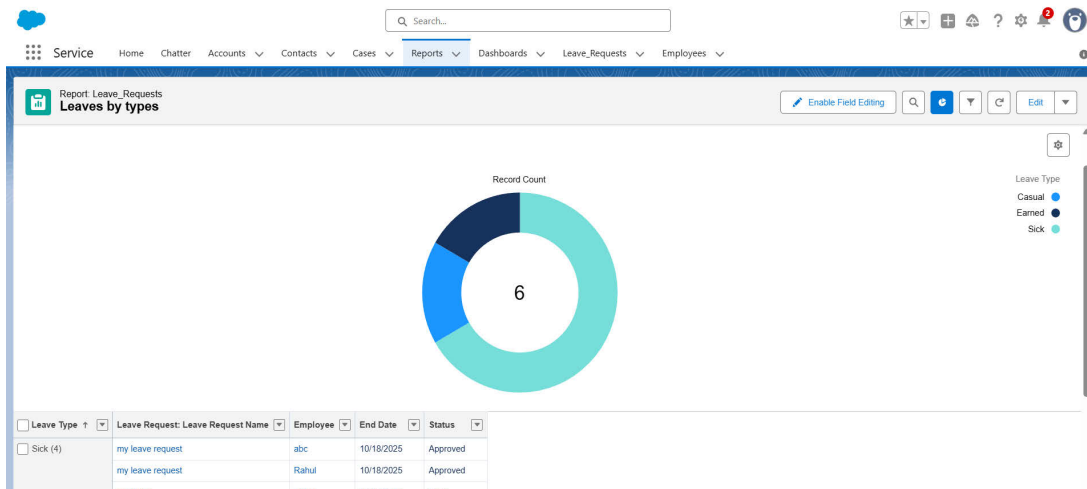 Search...
2
Service Home Chatter Accounts Contacts Cases Reports Dashboards Leave_Requests Employees
Report: Leave_Requests
Leaves by types
Enable Field Editing Edit
Record Count
6
Leave Type
Casual
Earned
Sick
Leave Type ↑ Leave Request: Leave Request Name Employee End Date Status
Sick (4) my leave request abc 10/18/2025 Approved
my leave request Rahul 10/18/2025 Approved